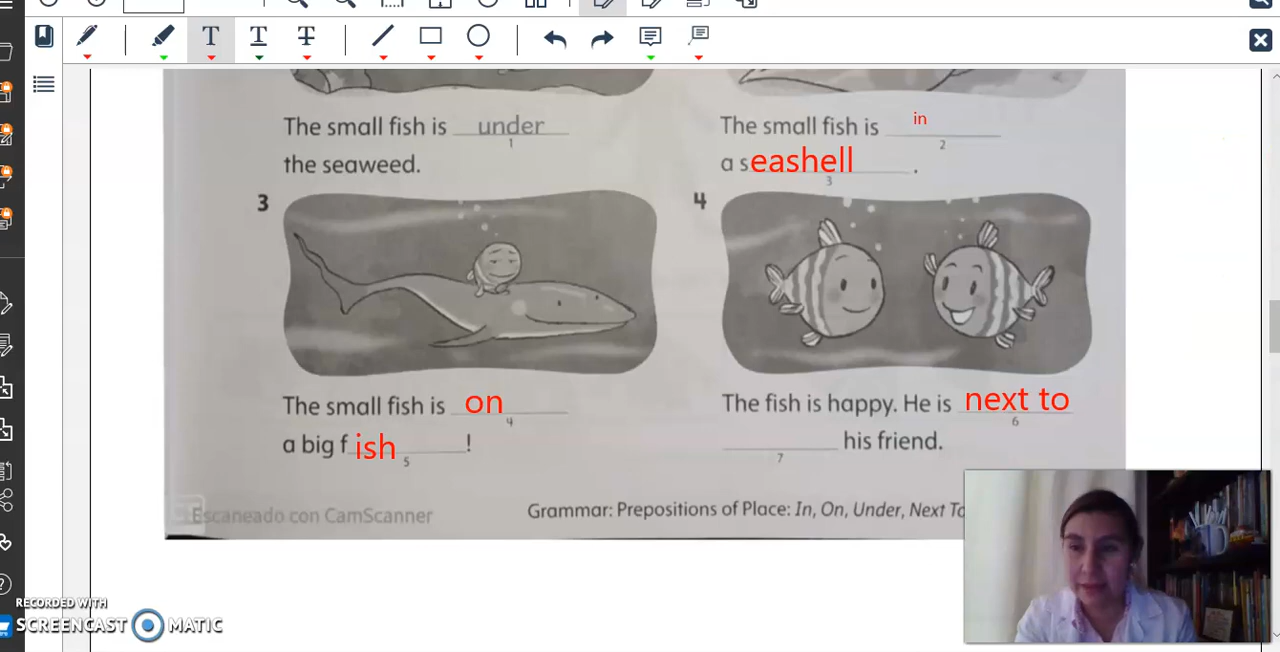 T T T
The small fish is under
1
the seaweed.
The small fish is in
2
a seashell .
3
3
4
The small fish is on
4
a big fish !
5
The fish is happy. He is next to
6
his friend.
7
Escaneado con CamScanner
Grammar: Prepositions of Place: In, On, Under, Next To
RECORDED WITH
SCREENCAST MATIC